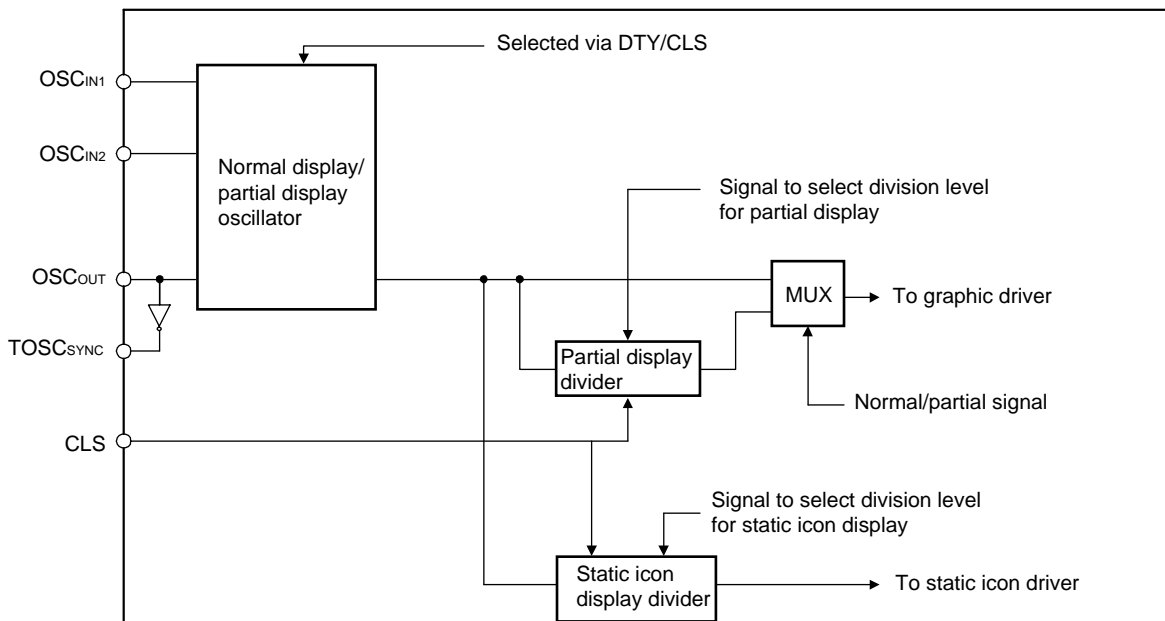 Selected via DTY/CLS
OSCIN1
OSCIN2
Normal display/
partial display
oscillator
Signal to select division level
for partial display
OSCOUT
MUX
To graphic driver
TOSCSYNC
Partial display
divider
Normal/partial signal
CLS
Signal to select division level
for static icon display
Static icon
display divider
To static icon driver